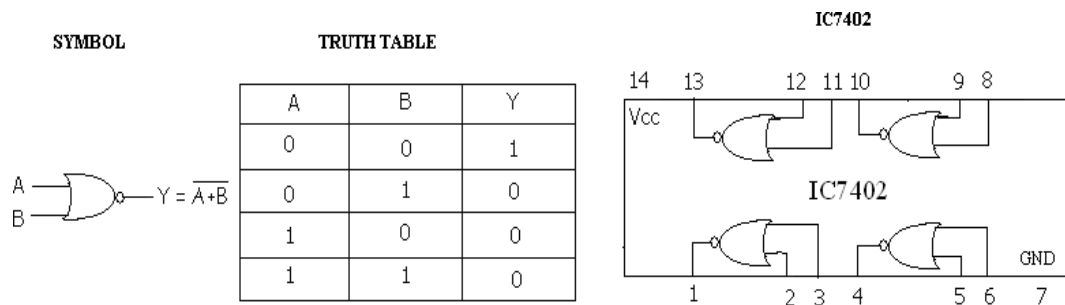 IC7402
SYMBOL
TRUTH TABLE
A B Y
0 0 1
0 1 0
1 0 0
1 1 0
A
B
Y = A+B
14 13 12 11 10 9 8
Vcc
IC7402
GND
1 2 3 4 5 6 7